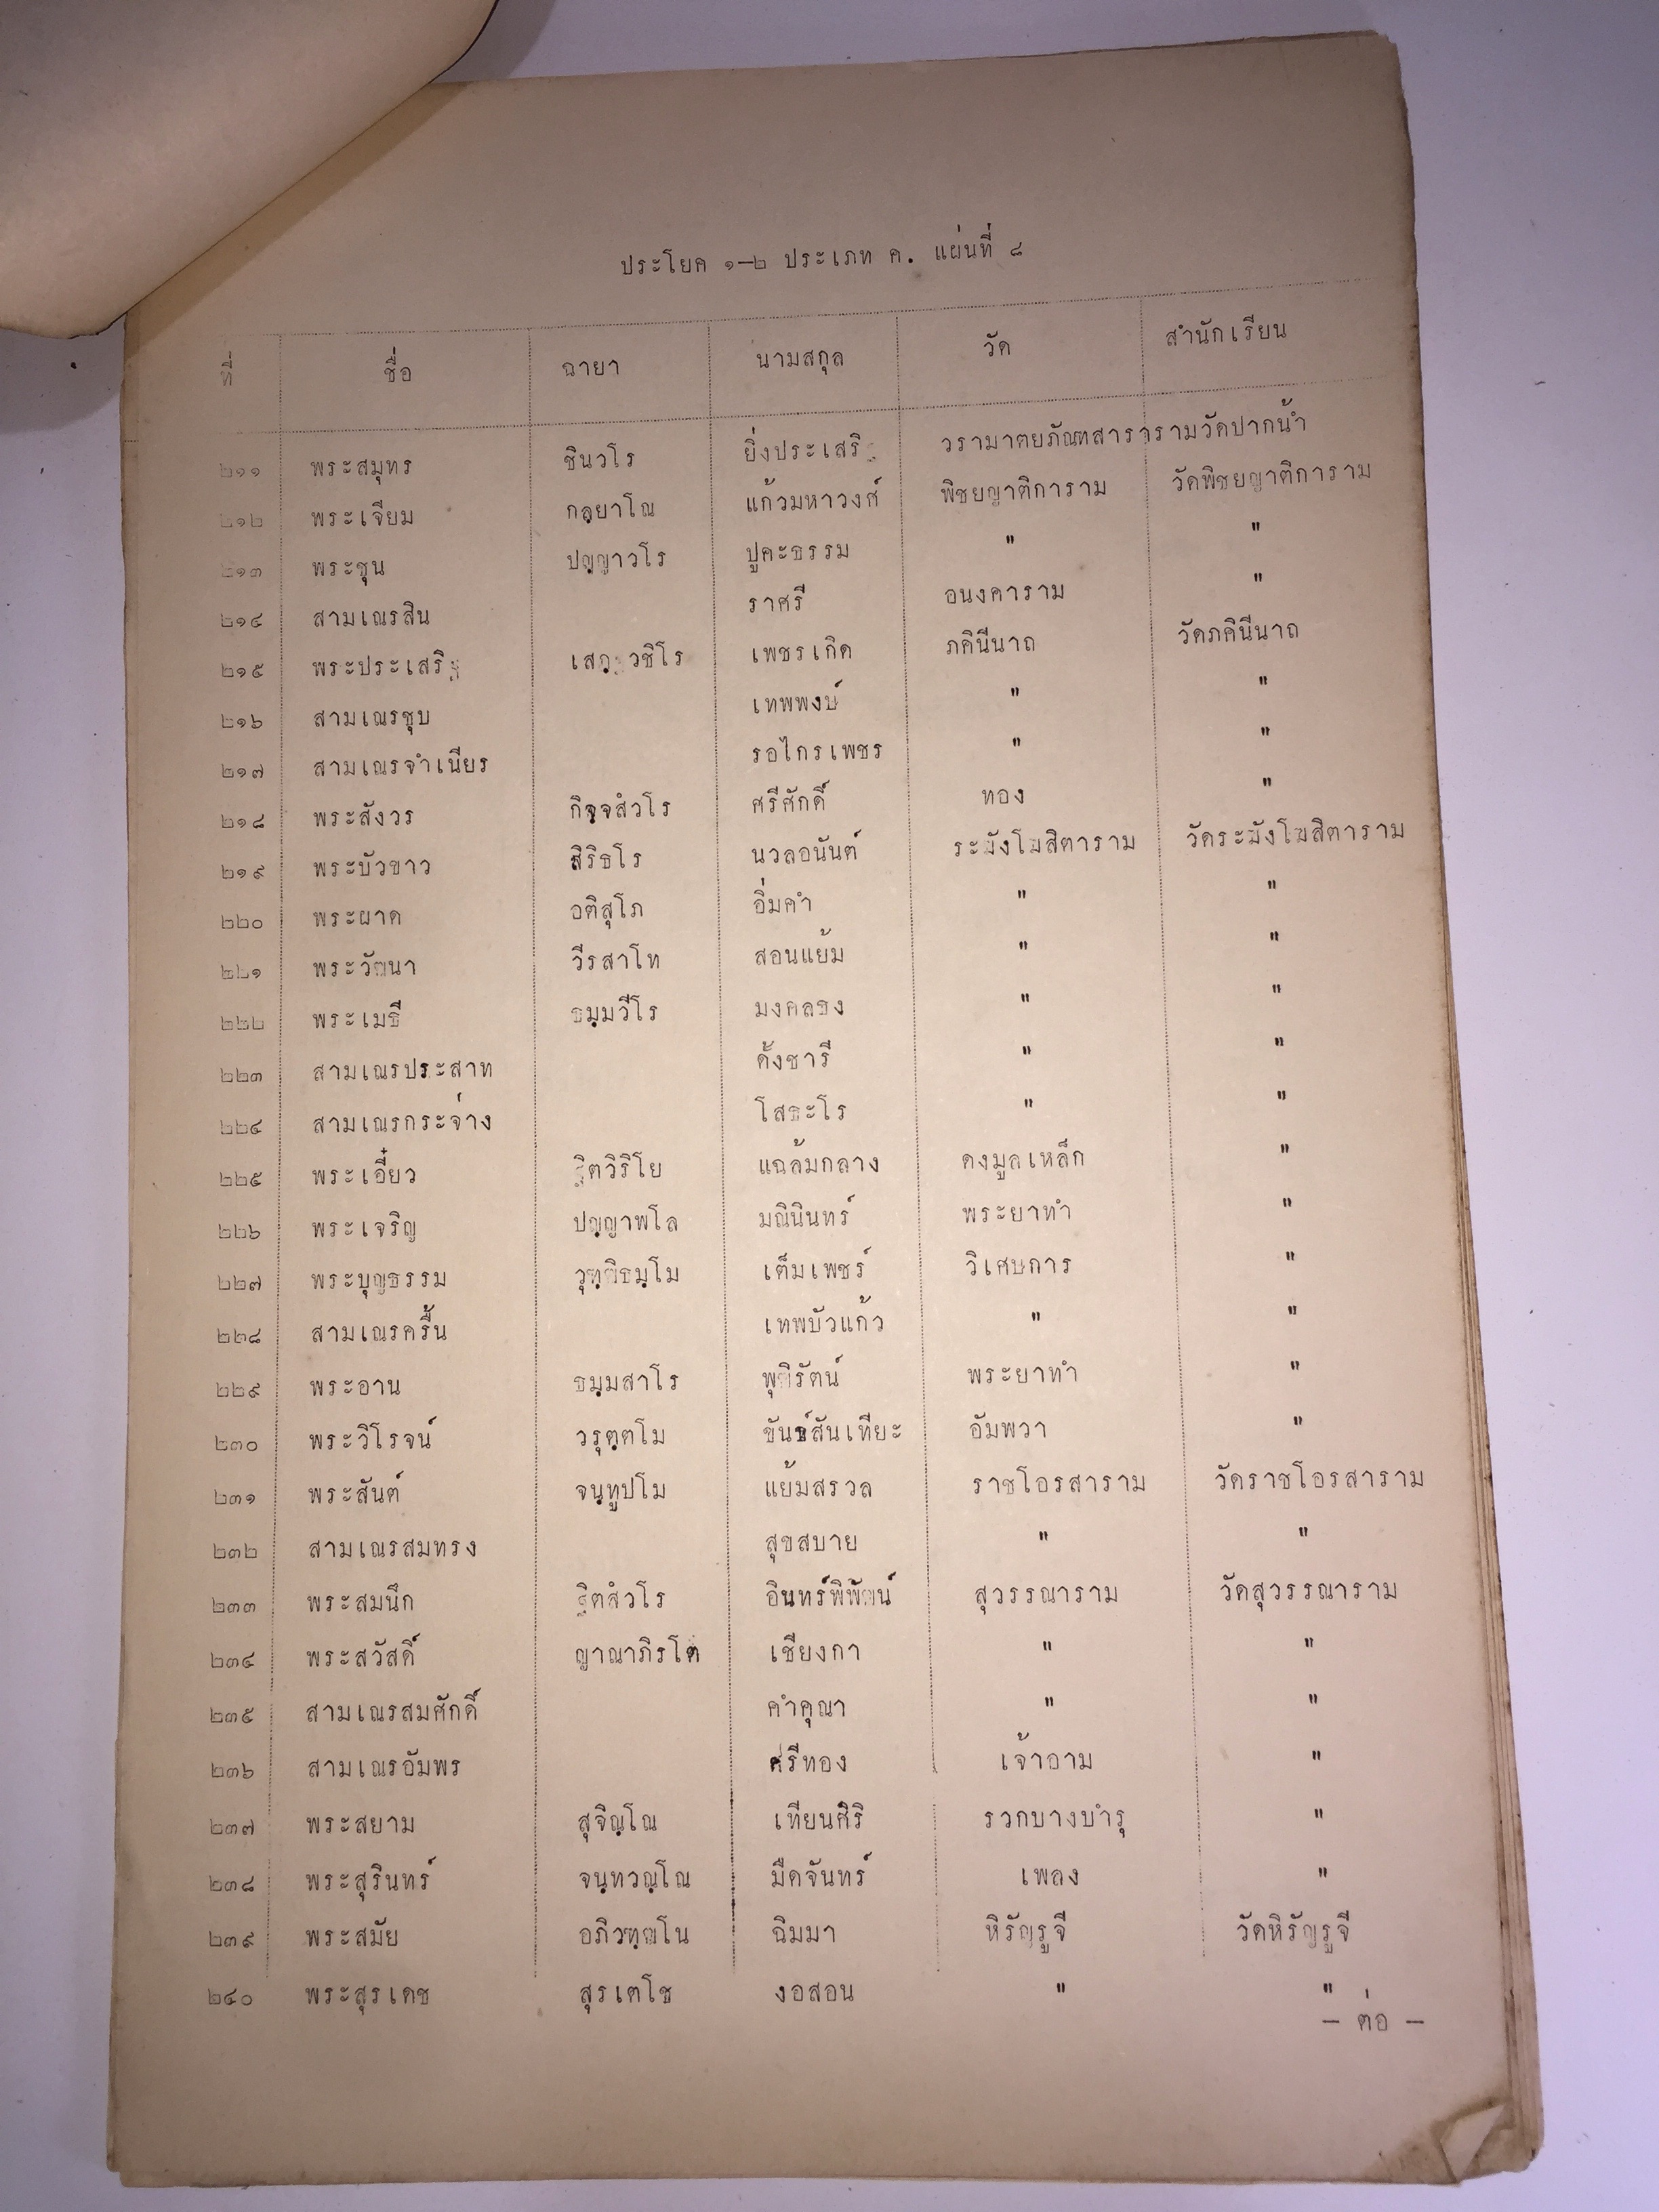 ประโยค ๑–๒ ประเภท ค. แผ่นที่ ๘
ที่ ชื่อ ฉายา นามสกุล วัด สำนักเรียน
๒๑๑ พระสมุทร ชินวโร วรามาตยภัณฑสารารามวัดปากน้ำ
๒๑๒ พระเจียม กลฺยาโณ แก้วมหาวงศ์ พิชยญาติการาม วัดพิชยญาติการาม
๒๑๓ พระชุน ปญฺญาวโร ปูคะธรรม " "
๒๑๔ สามเณรสิน ราศรี อนงคาราม "
๒๑๕ เพชรเกิด ภคินีนาถ วัดภคินีนาถ
๒๑๖ สามเณรชุบ เทพพงษ์ " "
๒๑๗ สามเณรจำเนียร รอไกรเพชร " "
๒๑๘ พระสังวร กิจฺจสํวโร ศรีศักดิ์ ทอง "
๒๑๙ พระบัวขาว สิริธโร นวลอนันต์ ระฆังโฆสิตาราม วัดระฆังโฆสิตาราม
๒๒๐ พระผาด อติสุโภ อิ่มคำ " "
๒๒๑ พระวัฒนา วีรสาโท สอนแย้ม " "
๒๒๒ พระเมธี ธมฺมวีโร มงคลธง " "
๒๒๓ สามเณรประสาท ดั้งชารี " "
๒๒๔ สามเณรกระจ่าง โสธะโร " "
๒๒๕ พระเอี๋ยว ฐิตวิริโย แฉล้มกลาง ดงมูลเหล็ก "
๒๒๖ พระเจริญ ปญฺญาพโล มณีนินทร์ พระยาทำ "
๒๒๗ พระบุญธรรม วุฑฺฒิธมฺโม เต็มเพชร์ วิเศษการ "
๒๒๘ สามเณรครื้น เทพบัวแก้ว " "
๒๒๙ พระอาน ธมฺมสาโร พุฒิรัตน์ พระยาทำ "
๒๓๐ พระวิโรจน์ วรุตฺตโม ขันธ์สันเทียะ อัมพวา "
๒๓๑ พระสันต์ จนฺทูปโม แย้มสรวล ราชโอรสาราม วัดราชโอรสาราม
๒๓๒ สามเณรสมทรง สุขสบาย " "
๒๓๓ พระสมนึก ฐิตสํวโร อินทร์พิพัฒน์ สุวรรณาราม วัดสุวรรณาราม
๒๓๔ พระสวัสดิ์ ญาณาภิรโต เชียงกา " "
๒๓๕ สามเณรสมศักดิ์ คำคุณา " "
๒๓๖ สามเณรอัมพร ศรีทอง เจ้าอาม "
๒๓๗ พระสยาม สุจิณฺโณ เทียนศิริ รวกบางบำรุ "
๒๓๘ พระสุรินทร์ จนฺทวณฺโณ มืดจันทร์ เพลง "
๒๓๙ พระสมัย อภิวฑฺฒโน ฉิมมา หิรัญรูจี วัดหิรัญรูจี
๒๔๐ พระสุรเดช สุรเตโช งอสอน " "
– ต่อ –